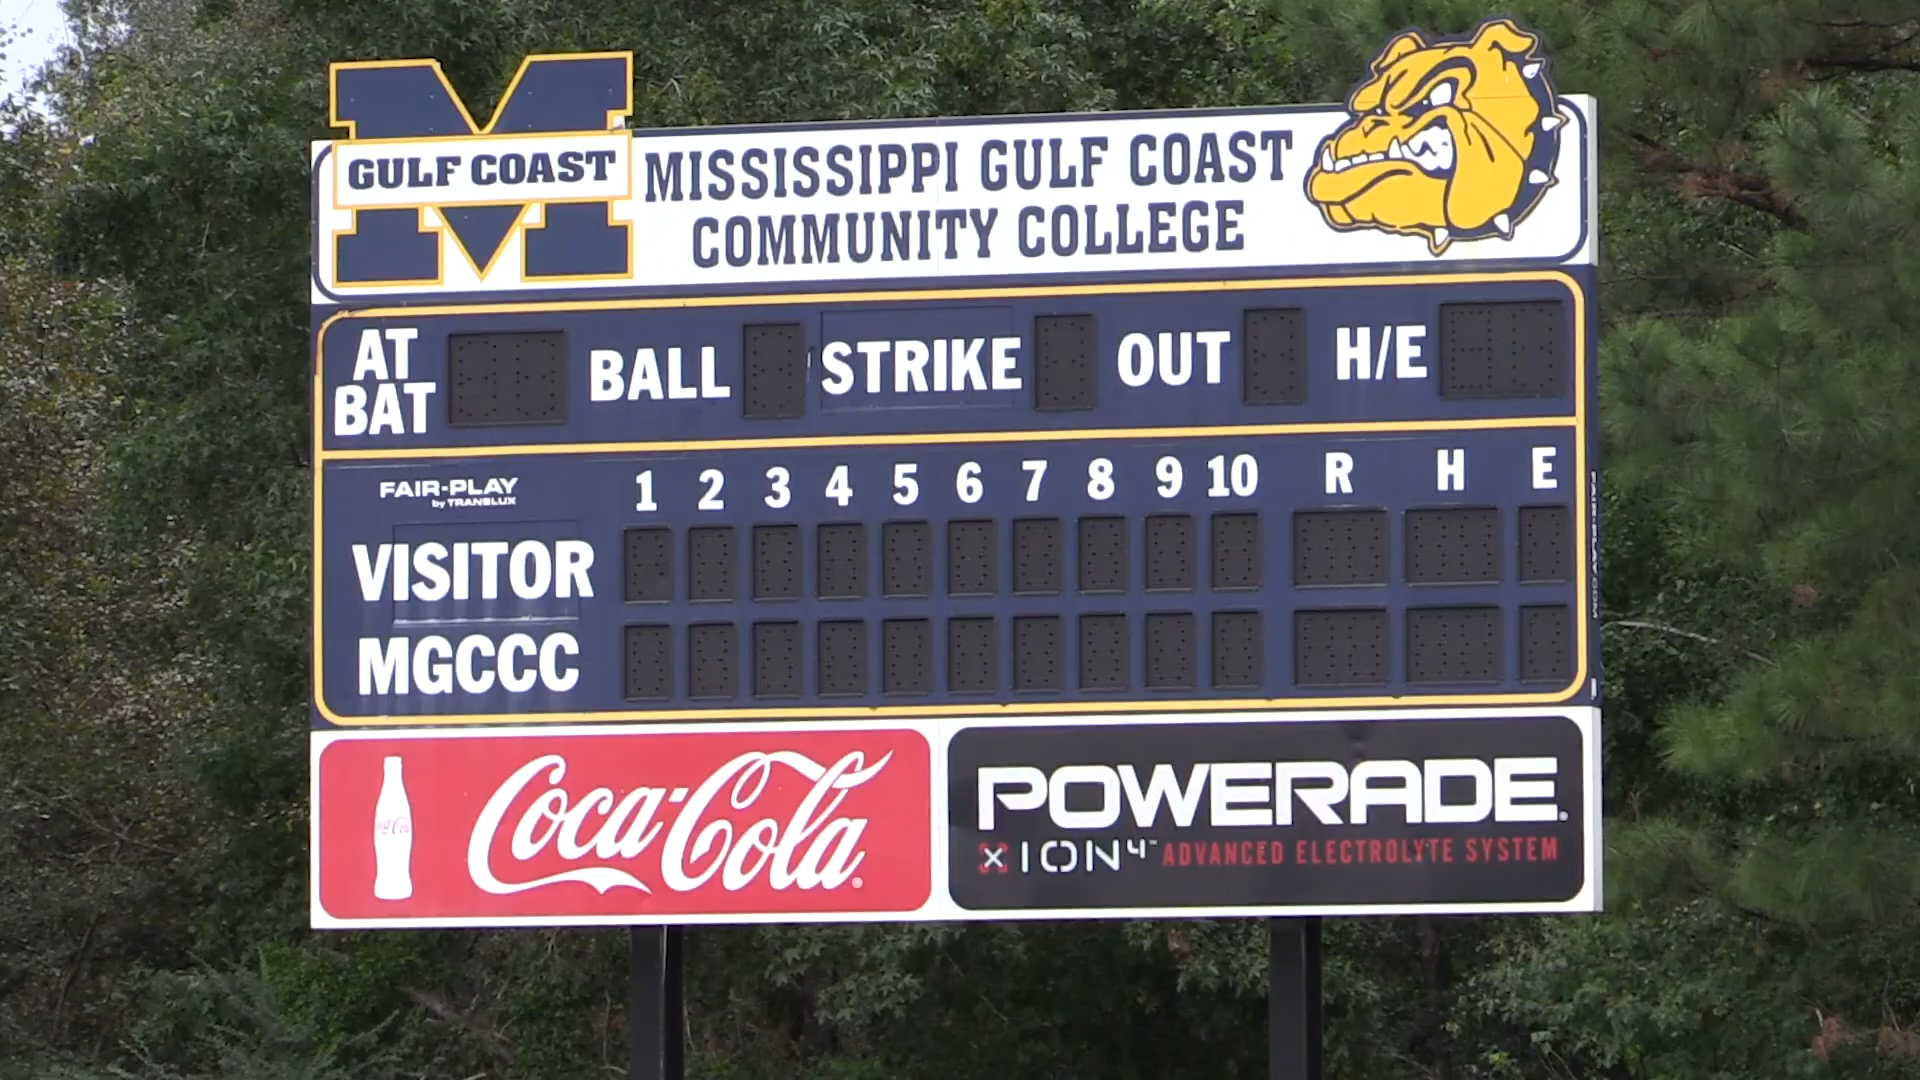 GULF COAST
MISSISSIPPI GULF COAST
COMMUNITY COLLEGE
AT
BAT
BALL STRIKE OUT H/E
FAIR-PLAY
by TRANSLUX
1 2 3 4 5 6 7 8 9 10 R H E
VISITOR
MGCCC
Coca-Cola
POWERADE
ION4™ ADVANCED ELECTROLYTE SYSTEM